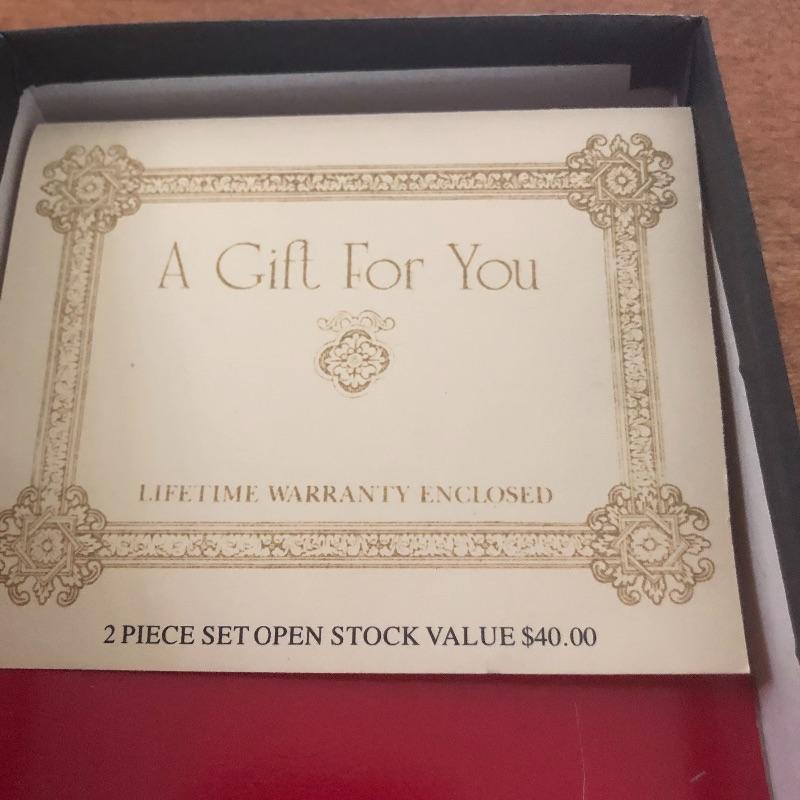 A Gift For You
LIFETIME WARRANTY ENCLOSED
2 PIECE SET OPEN STOCK VALUE $40.00